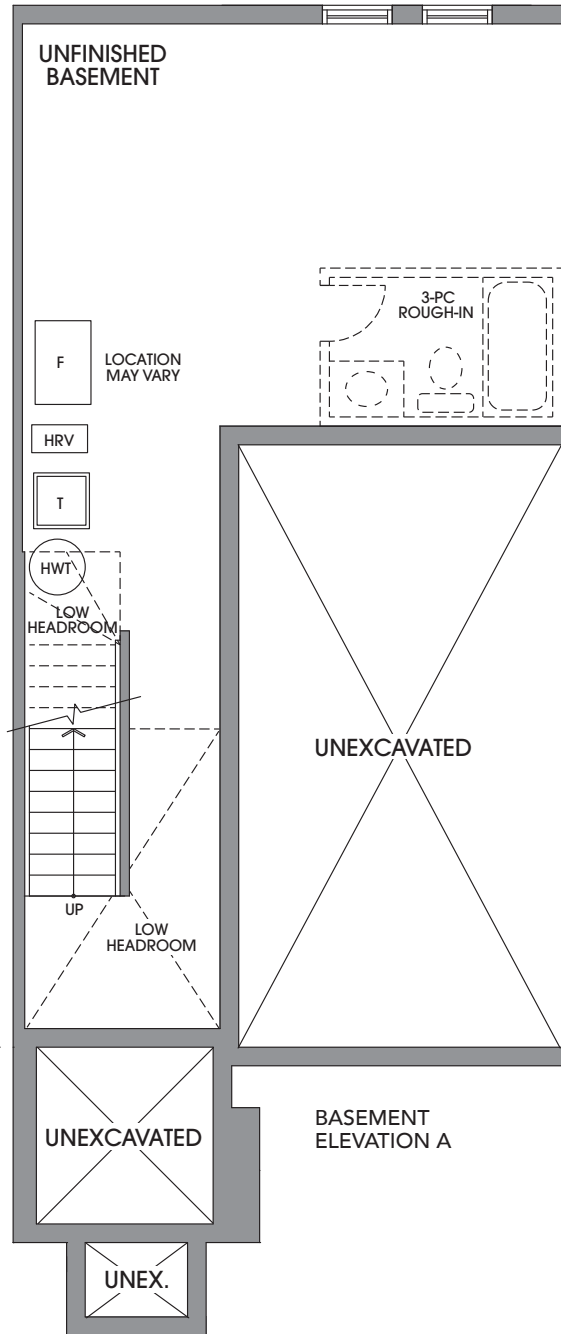 UNFINISHED
BASEMENT
3-PC
ROUGH-IN
F
LOCATION
MAY VARY
HRV
T
HWT
LOW
HEADROOM
UNEXCAVATED
UP
LOW
HEADROOM
UNEXCAVATED
BASEMENT
ELEVATION A
UNEX.